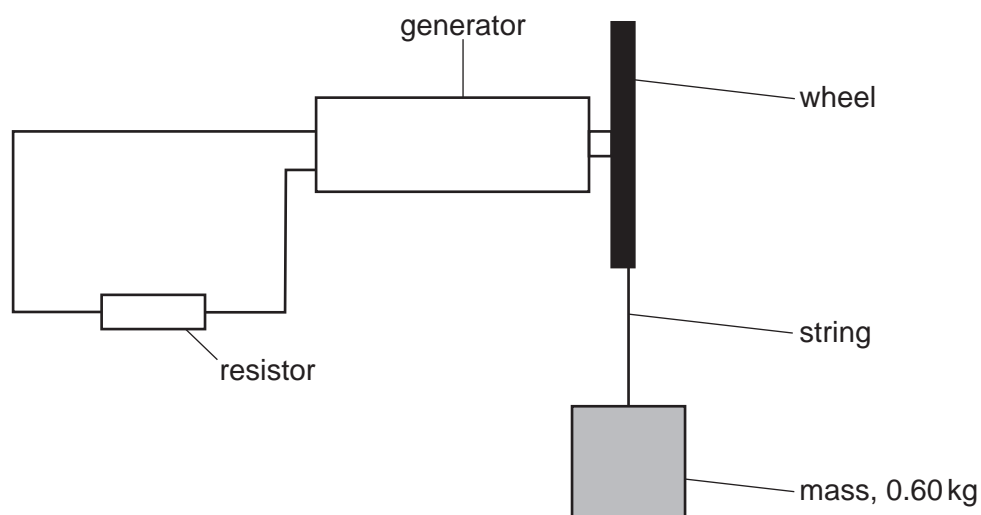 generator
wheel
string
resistor
mass, 0.60 kg